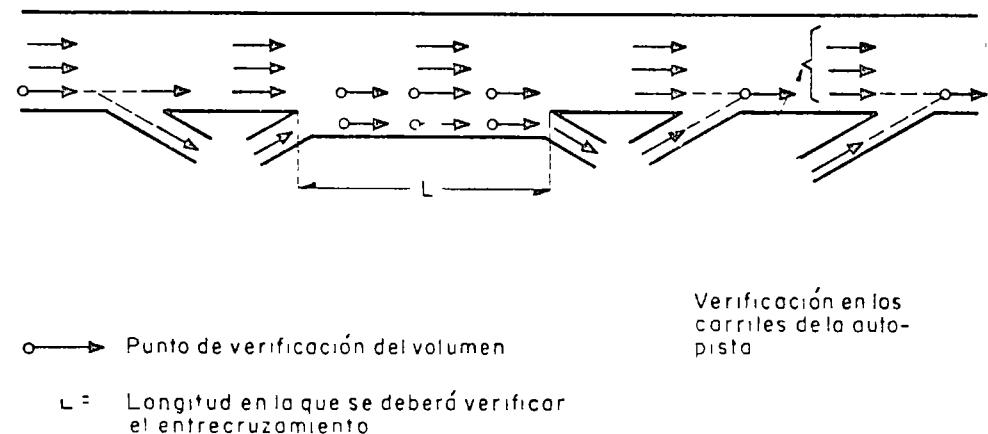 L
Verificación en los
carriles de la auto-
pista
Punto de verificación del volumen
L = Longitud en la que se deberá verificar
el entrecruzamiento